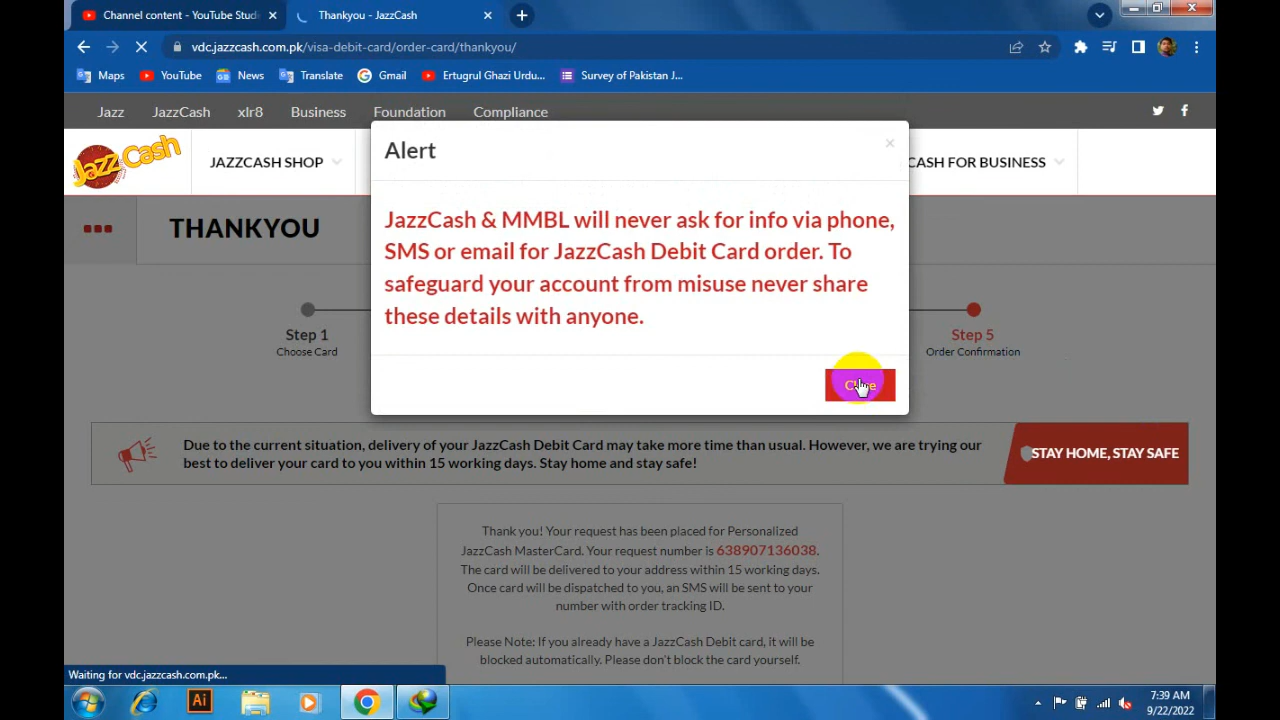 Channel content - YouTube Stud
Thankyou - JazzCash
vdc.jazzcash.com.pk/visa-debit-card/order-card/thankyou/
Maps
YouTube
News
Translate
Gmail
Ertugrul Ghazi Urdu...
Survey of Pakistan J...
Jazz
JazzCash
xlr8
Business
Foundation
Compliance
JazzCash
JAZZCASH SHOP
CASH FOR BUSINESS
Alert
×
JazzCash & MMBL will never ask for info via phone,
SMS or email for JazzCash Debit Card order. To
safeguard your account from misuse never share
these details with anyone.
Close
THANKYOU
Step 1
Choose Card
Step 5
Order Confirmation
Due to the current situation, delivery of your JazzCash Debit Card may take more time than usual. However, we are trying our
best to deliver your card to you within 15 working days. Stay home and stay safe!
STAY HOME, STAY SAFE
Thank you! Your request has been placed for Personalized
JazzCash MasterCard. Your request number is 638907136038.
The card will be delivered to your address within 15 working days.
Once card will be dispatched to you, an SMS will be sent to your
number with order tracking ID.
Please Note: If you already have a JazzCash Debit card, it will be
blocked automatically. Please don't block the card yourself.
Waiting for vdc.jazzcash.com.pk...
Ai
7:39 AM
9/22/2022